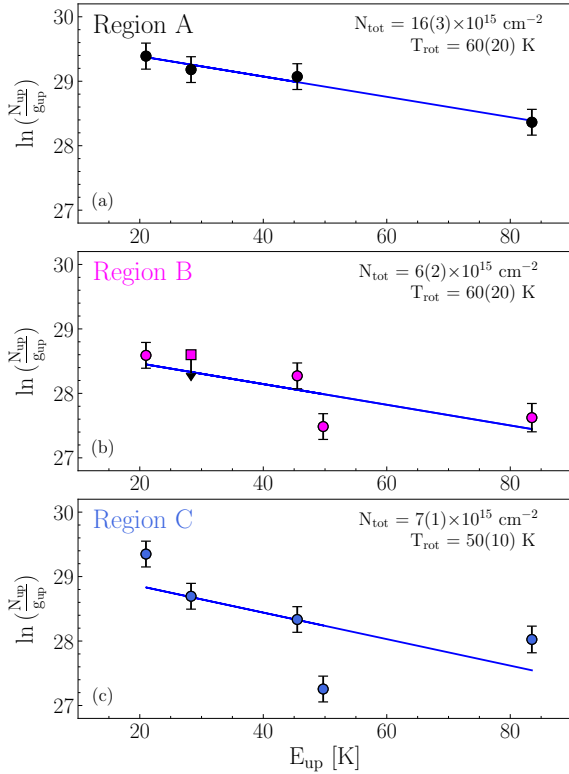 Region A
N_tot = 16(3)×10^15 cm^−2
T_rot = 60(20) K
30
29
28
27
ln (N_up/g_up)
(a)
20 40 60 80
Region B
N_tot = 6(2)×10^15 cm^−2
T_rot = 60(20) K
30
29
28
27
ln (N_up/g_up)
(b)
20 40 60 80
Region C
N_tot = 7(1)×10^15 cm^−2
T_rot = 50(10) K
30
29
28
27
ln (N_up/g_up)
(c)
20 40 60 80
E_up [K]